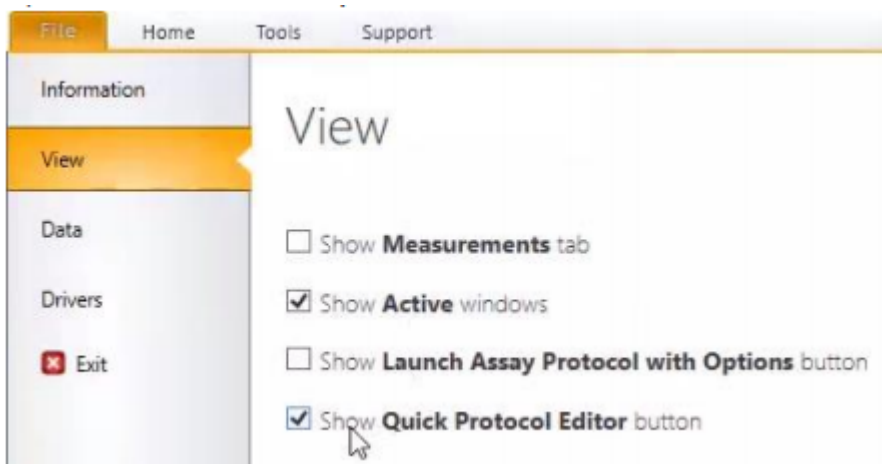 File Home Tools Support
Information
View
Data
Drivers
Exit
View
Show Measurements tab
Show Active windows
Show Launch Assay Protocol with Options button
Show Quick Protocol Editor button